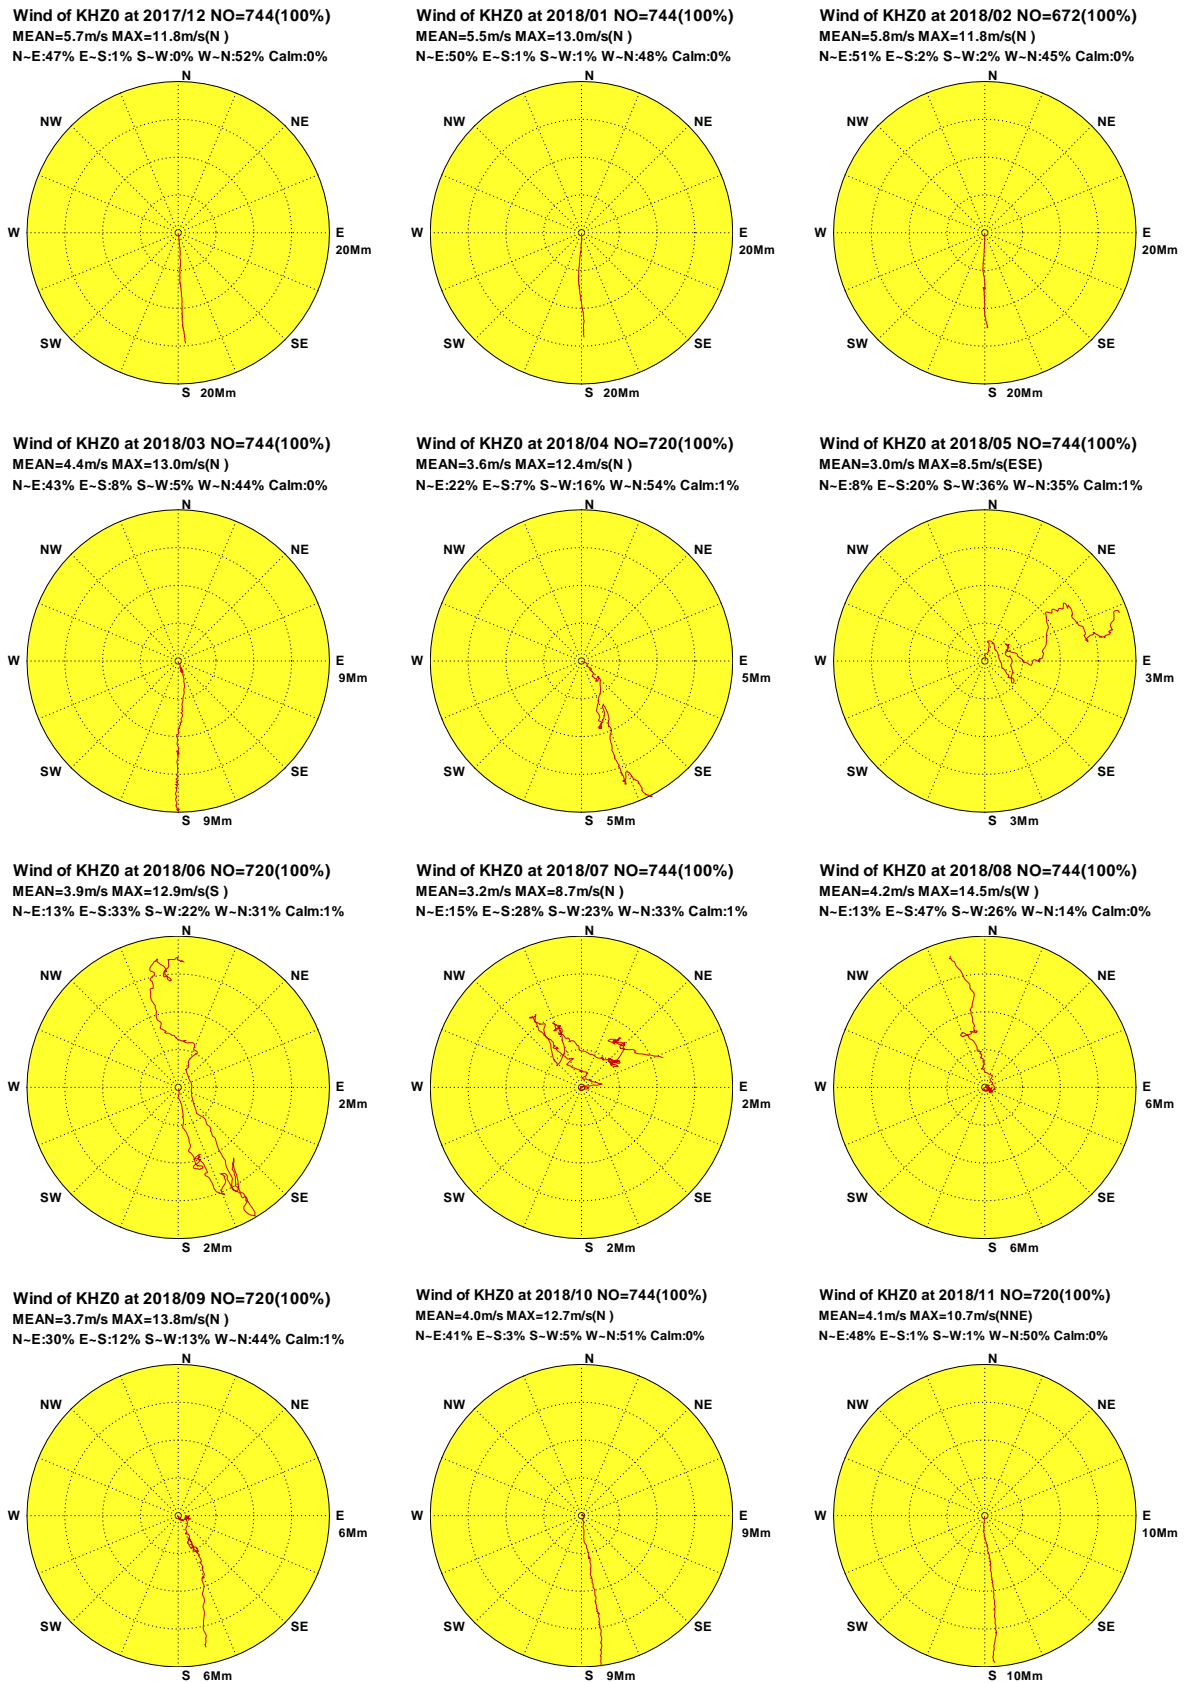 Wind of KHZ0 at 2017/12 NO=744(100%)
MEAN=5.7m/s MAX=11.8m/s(N )
N~E:47% E~S:1% S~W:0% W~N:52% Calm:0%
N
NW
NE
W
E
20Mm
SW
SE
S 20Mm
Wind of KHZ0 at 2018/01 NO=744(100%)
MEAN=5.5m/s MAX=13.0m/s(N )
N~E:50% E~S:1% S~W:1% W~N:48% Calm:0%
N
NW
NE
W
E
20Mm
SW
SE
S 20Mm
Wind of KHZ0 at 2018/02 NO=672(100%)
MEAN=5.8m/s MAX=11.8m/s(N )
N~E:51% E~S:2% S~W:2% W~N:45% Calm:0%
N
NW
NE
W
E
20Mm
SW
SE
S 20Mm
Wind of KHZ0 at 2018/03 NO=744(100%)
MEAN=4.4m/s MAX=13.0m/s(N )
N~E:43% E~S:8% S~W:5% W~N:44% Calm:0%
N
NW
NE
W
E
9Mm
SW
SE
S 9Mm
Wind of KHZ0 at 2018/04 NO=720(100%)
MEAN=3.6m/s MAX=12.4m/s(N )
N~E:22% E~S:7% S~W:16% W~N:54% Calm:1%
N
NW
NE
W
E
5Mm
SW
SE
S 5Mm
Wind of KHZ0 at 2018/05 NO=744(100%)
MEAN=3.0m/s MAX=8.5m/s(ESE)
N~E:8% E~S:20% S~W:36% W~N:35% Calm:1%
N
NW
NE
W
E
3Mm
SW
SE
S 3Mm
Wind of KHZ0 at 2018/06 NO=720(100%)
MEAN=3.9m/s MAX=12.9m/s(S )
N~E:13% E~S:33% S~W:22% W~N:31% Calm:1%
N
NW
NE
W
E
2Mm
SW
SE
S 2Mm
Wind of KHZ0 at 2018/07 NO=744(100%)
MEAN=3.2m/s MAX=8.7m/s(N )
N~E:15% E~S:28% S~W:23% W~N:33% Calm:1%
N
NW
NE
W
E
2Mm
SW
SE
S 2Mm
Wind of KHZ0 at 2018/08 NO=744(100%)
MEAN=4.2m/s MAX=14.5m/s(W )
N~E:13% E~S:47% S~W:26% W~N:14% Calm:0%
N
NW
NE
W
E
6Mm
SW
SE
S 6Mm
Wind of KHZ0 at 2018/09 NO=720(100%)
MEAN=3.7m/s MAX=13.8m/s(N )
N~E:30% E~S:12% S~W:13% W~N:44% Calm:1%
N
NW
NE
W
E
6Mm
SW
SE
S 6Mm
Wind of KHZ0 at 2018/10 NO=744(100%)
MEAN=4.0m/s MAX=12.7m/s(N )
N~E:41% E~S:3% S~W:5% W~N:51% Calm:0%
N
NW
NE
W
E
9Mm
SW
SE
S 9Mm
Wind of KHZ0 at 2018/11 NO=720(100%)
MEAN=4.1m/s MAX=10.7m/s(NNE)
N~E:48% E~S:1% S~W:1% W~N:50% Calm:0%
N
NW
NE
W
E
10Mm
SW
SE
S 10Mm